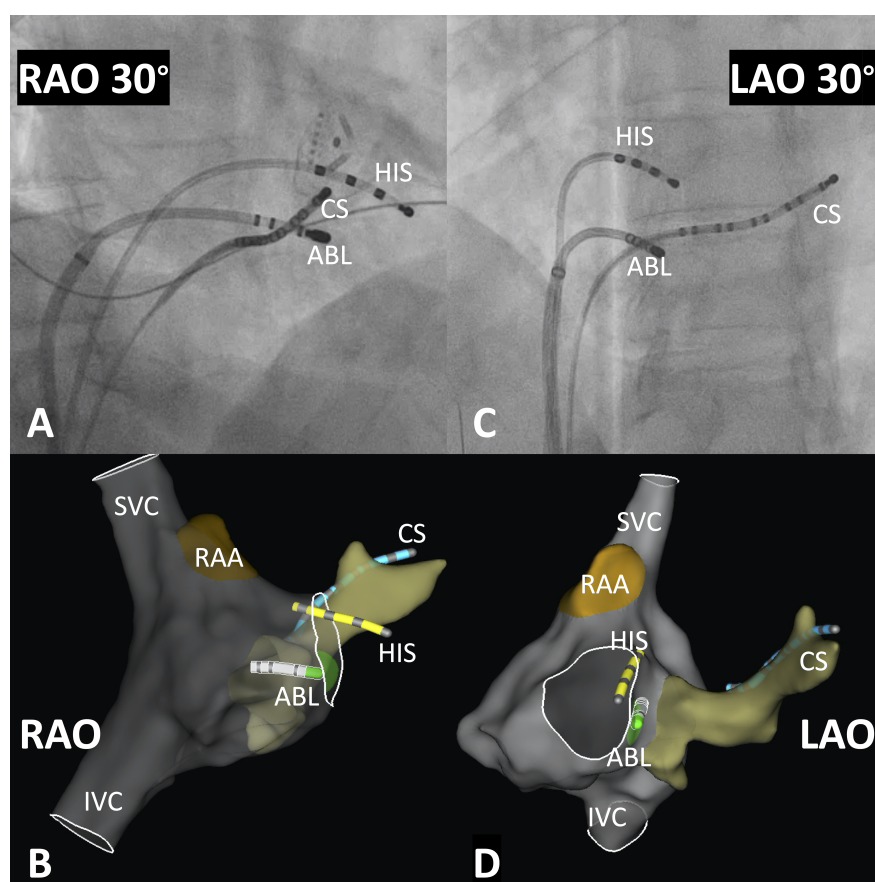 RAO 30°
HIS
CS
ABL
A
LAO 30°
HIS
CS
ABL
C
SVC
RAA
CS
HIS
ABL
RAO
IVC
B
SVC
RAA
HIS
CS
LAO
ABL
IVC
D